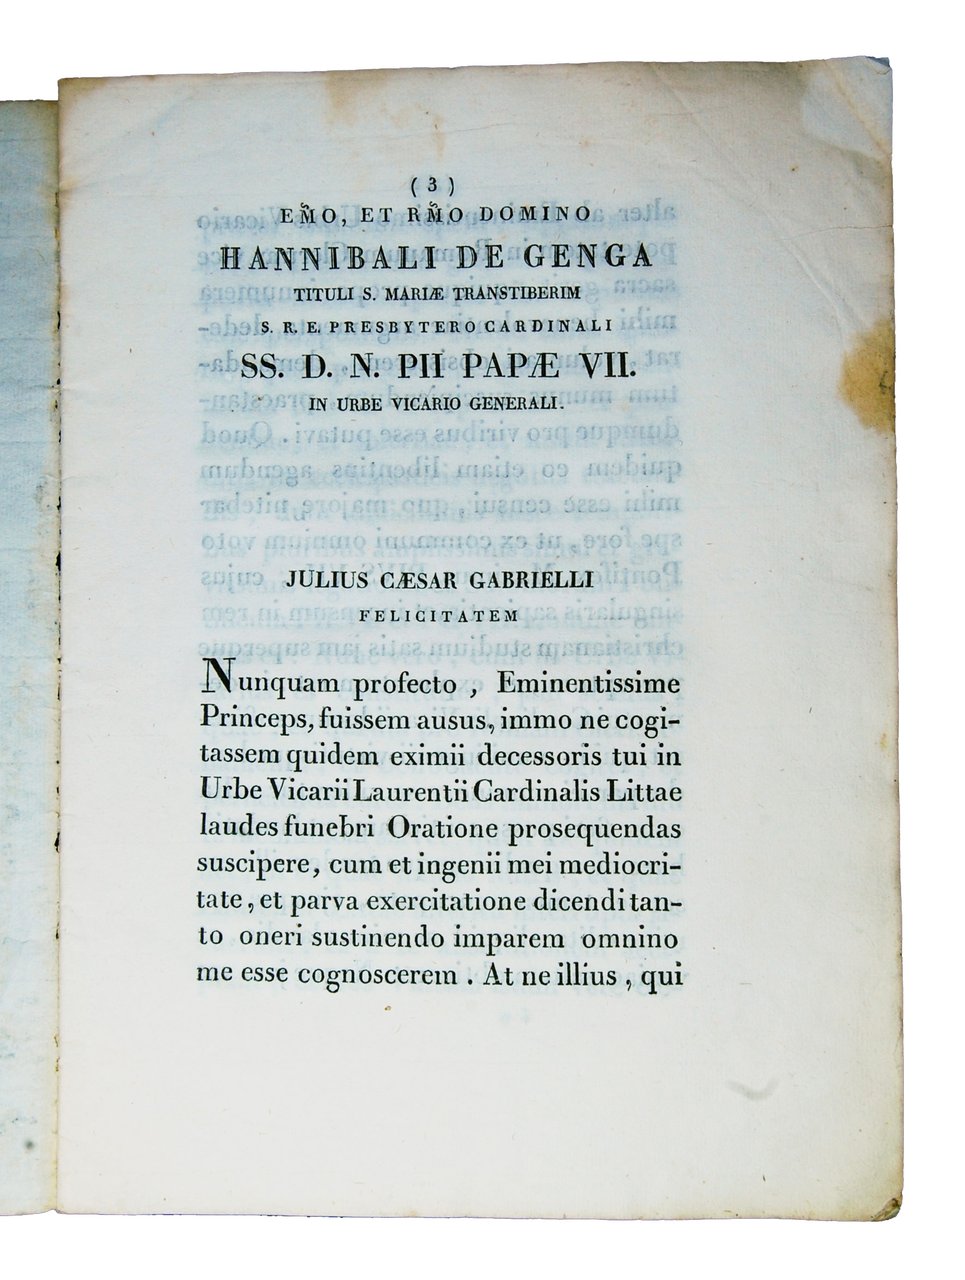 ( 3 )
EM̃O, ET RM̃O DOMINO
HANNIBALI DE GENGA
TITULI S. MARIÆ TRANSTIBERIM
S. R. E. PRESBYTERO CARDINALI
SS. D. N. PII PAPÆ VII.
IN URBE VICARIO GENERALI.
JULIUS CÆSAR GABRIELLI
FELICITATEM
Nunquam profecto , Eminentissime
Princeps, fuissem ausus, immo ne cogi-
tassem quidem eximii decessoris tui in
Urbe Vicarii Laurentii Cardinalis Littae
laudes funebri Oratione prosequendas
suscipere, cum et ingenii mei mediocri-
tate , et parva exercitatione dicendi tan-
to oneri sustinendo imparem omnino
me esse cognoscerem . At ne illius , qui